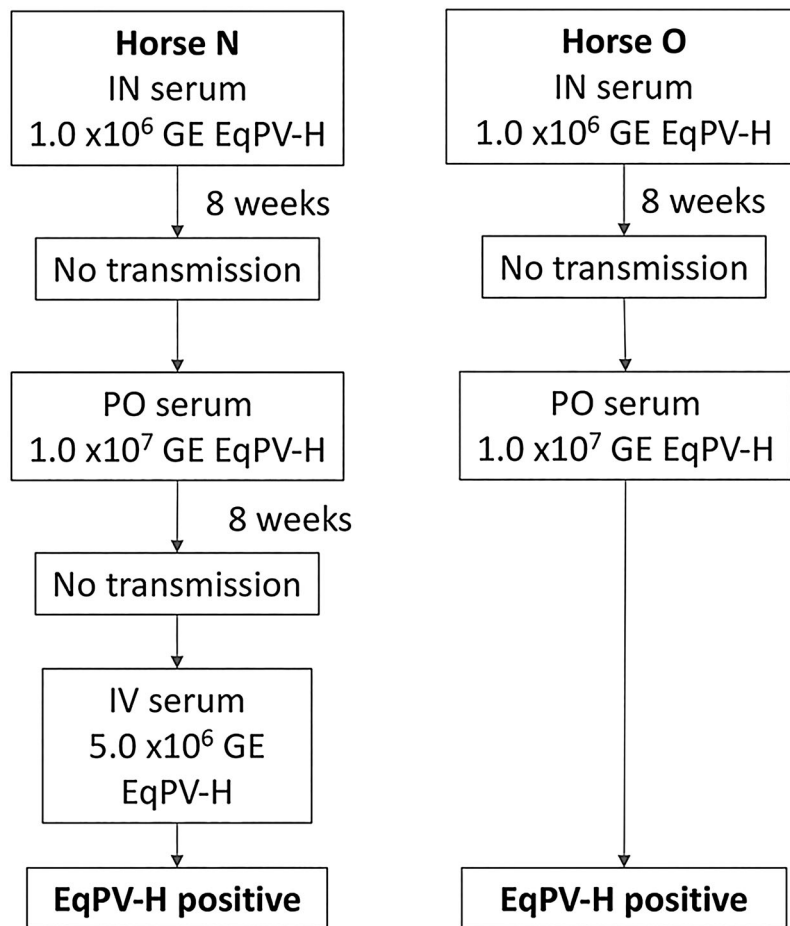 Horse N
IN serum
1.0 x10⁶ GE EqPV-H
8 weeks
No transmission
PO serum
1.0 x10⁷ GE EqPV-H
8 weeks
No transmission
IV serum
5.0 x10⁶ GE
EqPV-H
EqPV-H positive
Horse O
IN serum
1.0 x10⁶ GE EqPV-H
8 weeks
No transmission
PO serum
1.0 x10⁷ GE EqPV-H
EqPV-H positive